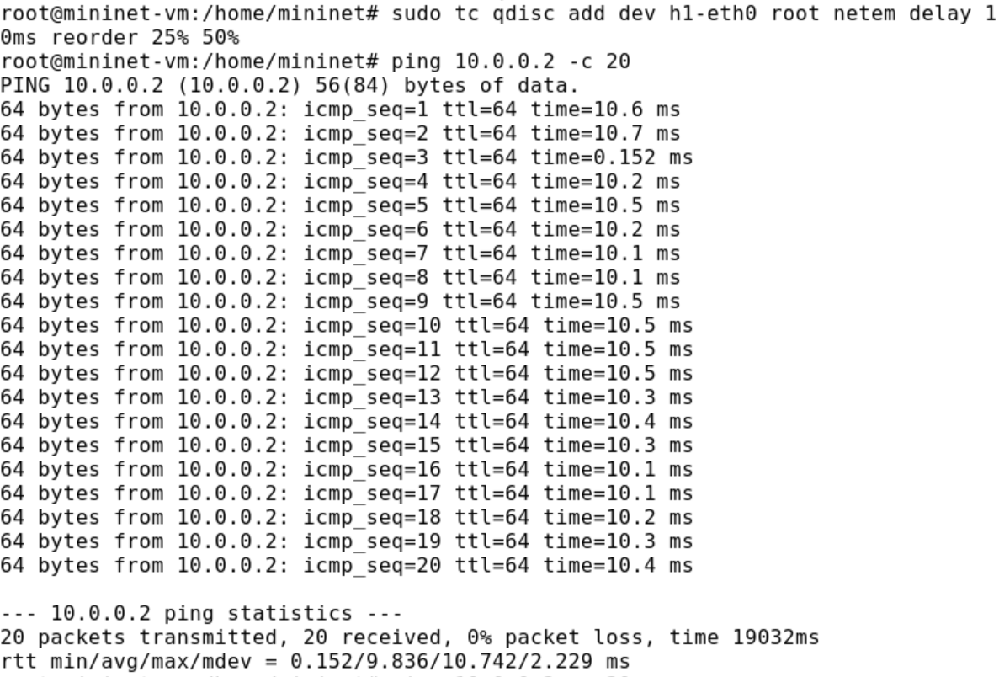 root@mininet-vm:/home/mininet# sudo tc qdisc add dev h1-eth0 root netem delay 1
0ms reorder 25% 50%
root@mininet-vm:/home/mininet# ping 10.0.0.2 -c 20
PING 10.0.0.2 (10.0.0.2) 56(84) bytes of data.
64 bytes from 10.0.0.2: icmp_seq=1 ttl=64 time=10.6 ms
64 bytes from 10.0.0.2: icmp_seq=2 ttl=64 time=10.7 ms
64 bytes from 10.0.0.2: icmp_seq=3 ttl=64 time=0.152 ms
64 bytes from 10.0.0.2: icmp_seq=4 ttl=64 time=10.2 ms
64 bytes from 10.0.0.2: icmp_seq=5 ttl=64 time=10.5 ms
64 bytes from 10.0.0.2: icmp_seq=6 ttl=64 time=10.2 ms
64 bytes from 10.0.0.2: icmp_seq=7 ttl=64 time=10.1 ms
64 bytes from 10.0.0.2: icmp_seq=8 ttl=64 time=10.1 ms
64 bytes from 10.0.0.2: icmp_seq=9 ttl=64 time=10.5 ms
64 bytes from 10.0.0.2: icmp_seq=10 ttl=64 time=10.5 ms
64 bytes from 10.0.0.2: icmp_seq=11 ttl=64 time=10.5 ms
64 bytes from 10.0.0.2: icmp_seq=12 ttl=64 time=10.5 ms
64 bytes from 10.0.0.2: icmp_seq=13 ttl=64 time=10.3 ms
64 bytes from 10.0.0.2: icmp_seq=14 ttl=64 time=10.4 ms
64 bytes from 10.0.0.2: icmp_seq=15 ttl=64 time=10.3 ms
64 bytes from 10.0.0.2: icmp_seq=16 ttl=64 time=10.1 ms
64 bytes from 10.0.0.2: icmp_seq=17 ttl=64 time=10.1 ms
64 bytes from 10.0.0.2: icmp_seq=18 ttl=64 time=10.2 ms
64 bytes from 10.0.0.2: icmp_seq=19 ttl=64 time=10.3 ms
64 bytes from 10.0.0.2: icmp_seq=20 ttl=64 time=10.4 ms
--- 10.0.0.2 ping statistics ---
20 packets transmitted, 20 received, 0% packet loss, time 19032ms
rtt min/avg/max/mdev = 0.152/9.836/10.742/2.229 ms